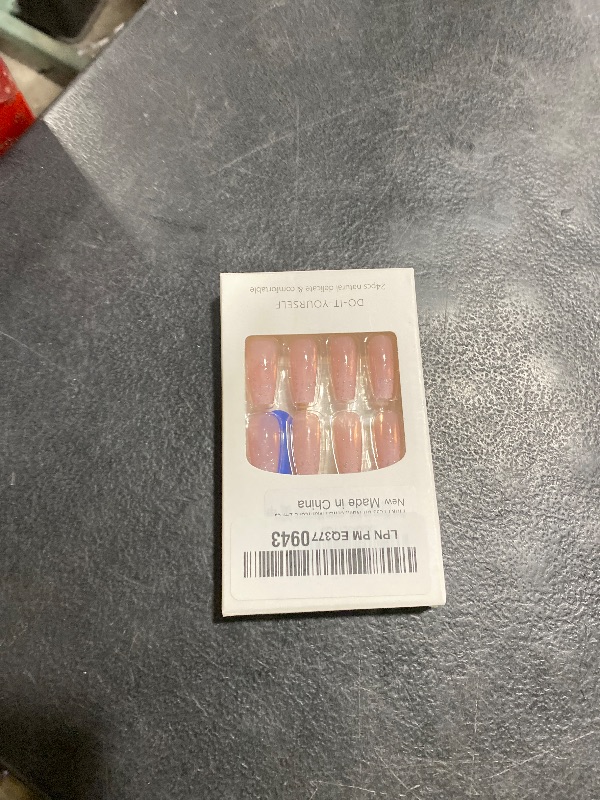 LPN PM EQ3770943
New Made in China
DO-IT YOURSELF
24pcs natural delicate & comfortable